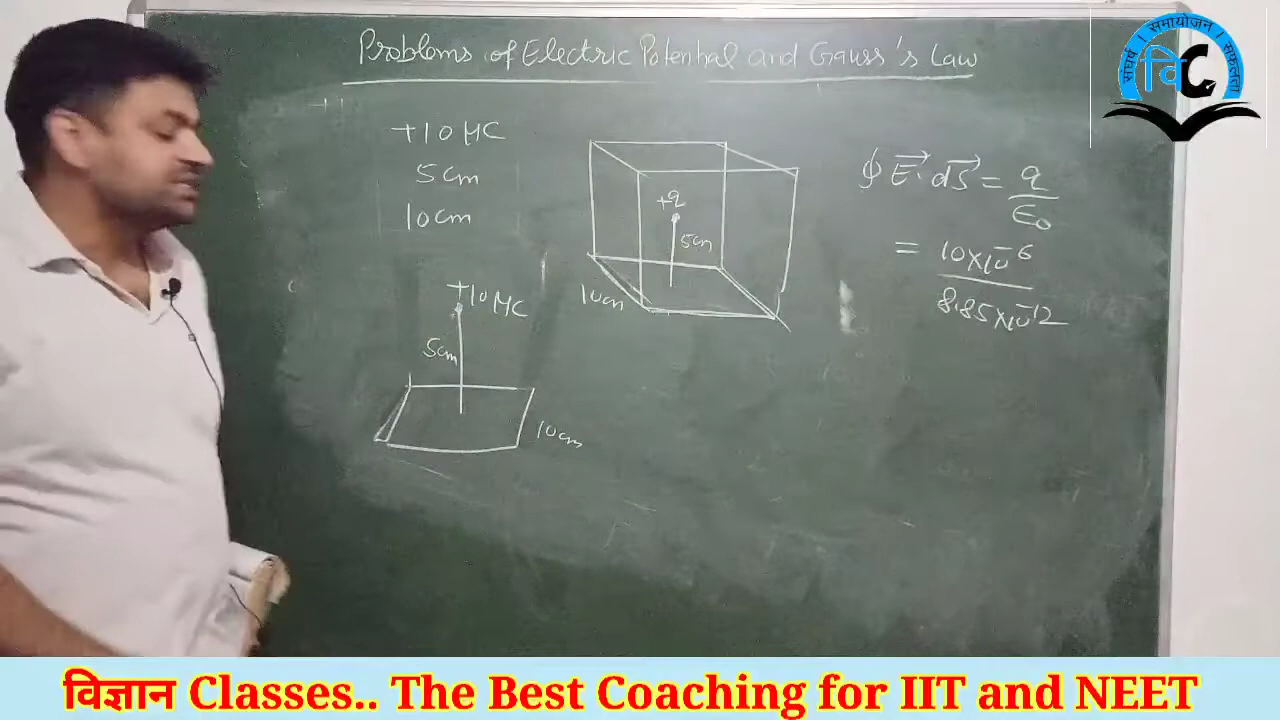 Problems of Electric Potential and Gauss's Law
संघर्ष । समायोजन । सफलता
वि C
+10 μC
5 cm
10 cm
+10 μC
5cm
10cm
+q
5cm
10cm
∮ E⃗. dS⃗ = q/ε₀
= 10×10⁻⁶/8.85×10⁻¹²
विज्ञान Classes.. The Best Coaching for IIT and NEET